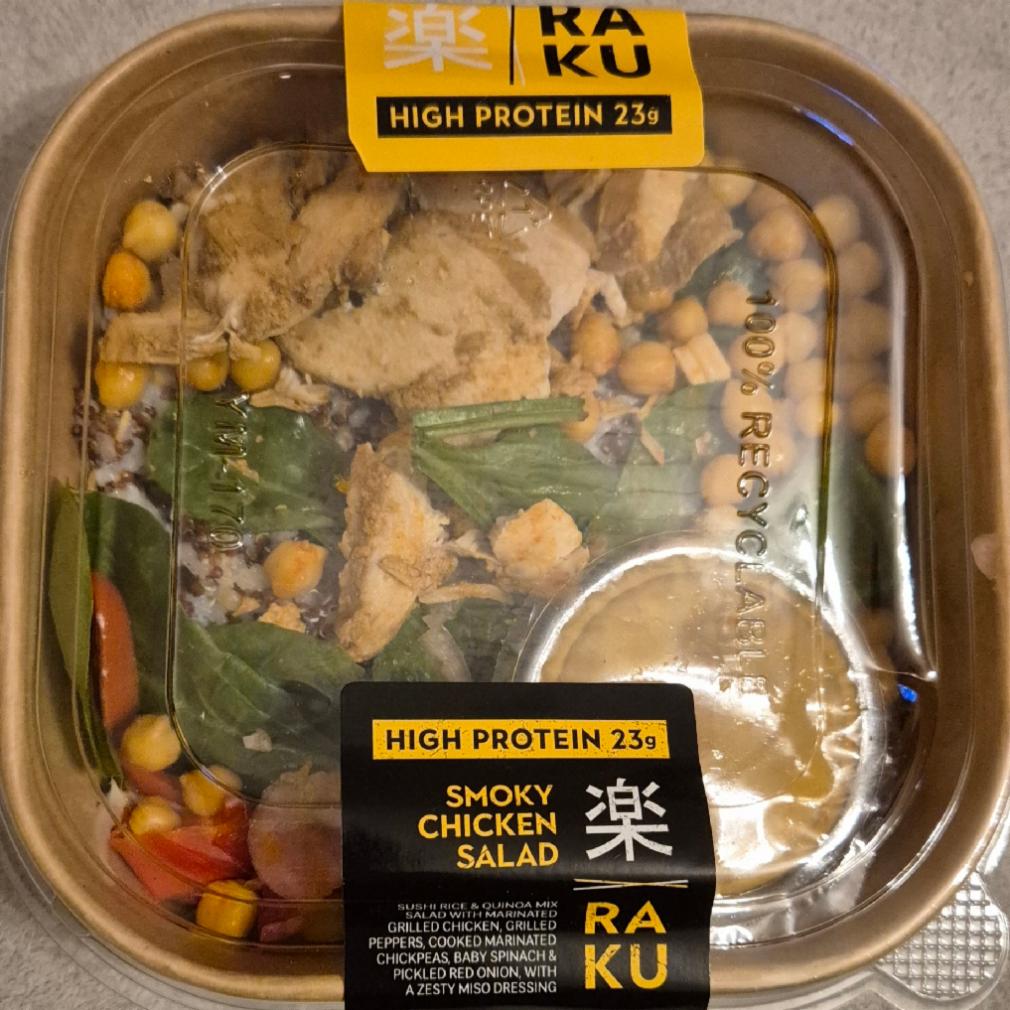 楽 RA
KU
HIGH PROTEIN 23g
100% RECYCLABLE
YM-170
HIGH PROTEIN 23g
SMOKY
CHICKEN
SALAD
楽
RA
KU
SUSHI RICE & QUINOA MIX
SALAD WITH MARINATED
GRILLED CHICKEN, GRILLED
PEPPERS, COOKED MARINATED
CHICKPEAS, BABY SPINACH &
PICKLED RED ONION, WITH
A ZESTY MISO DRESSING